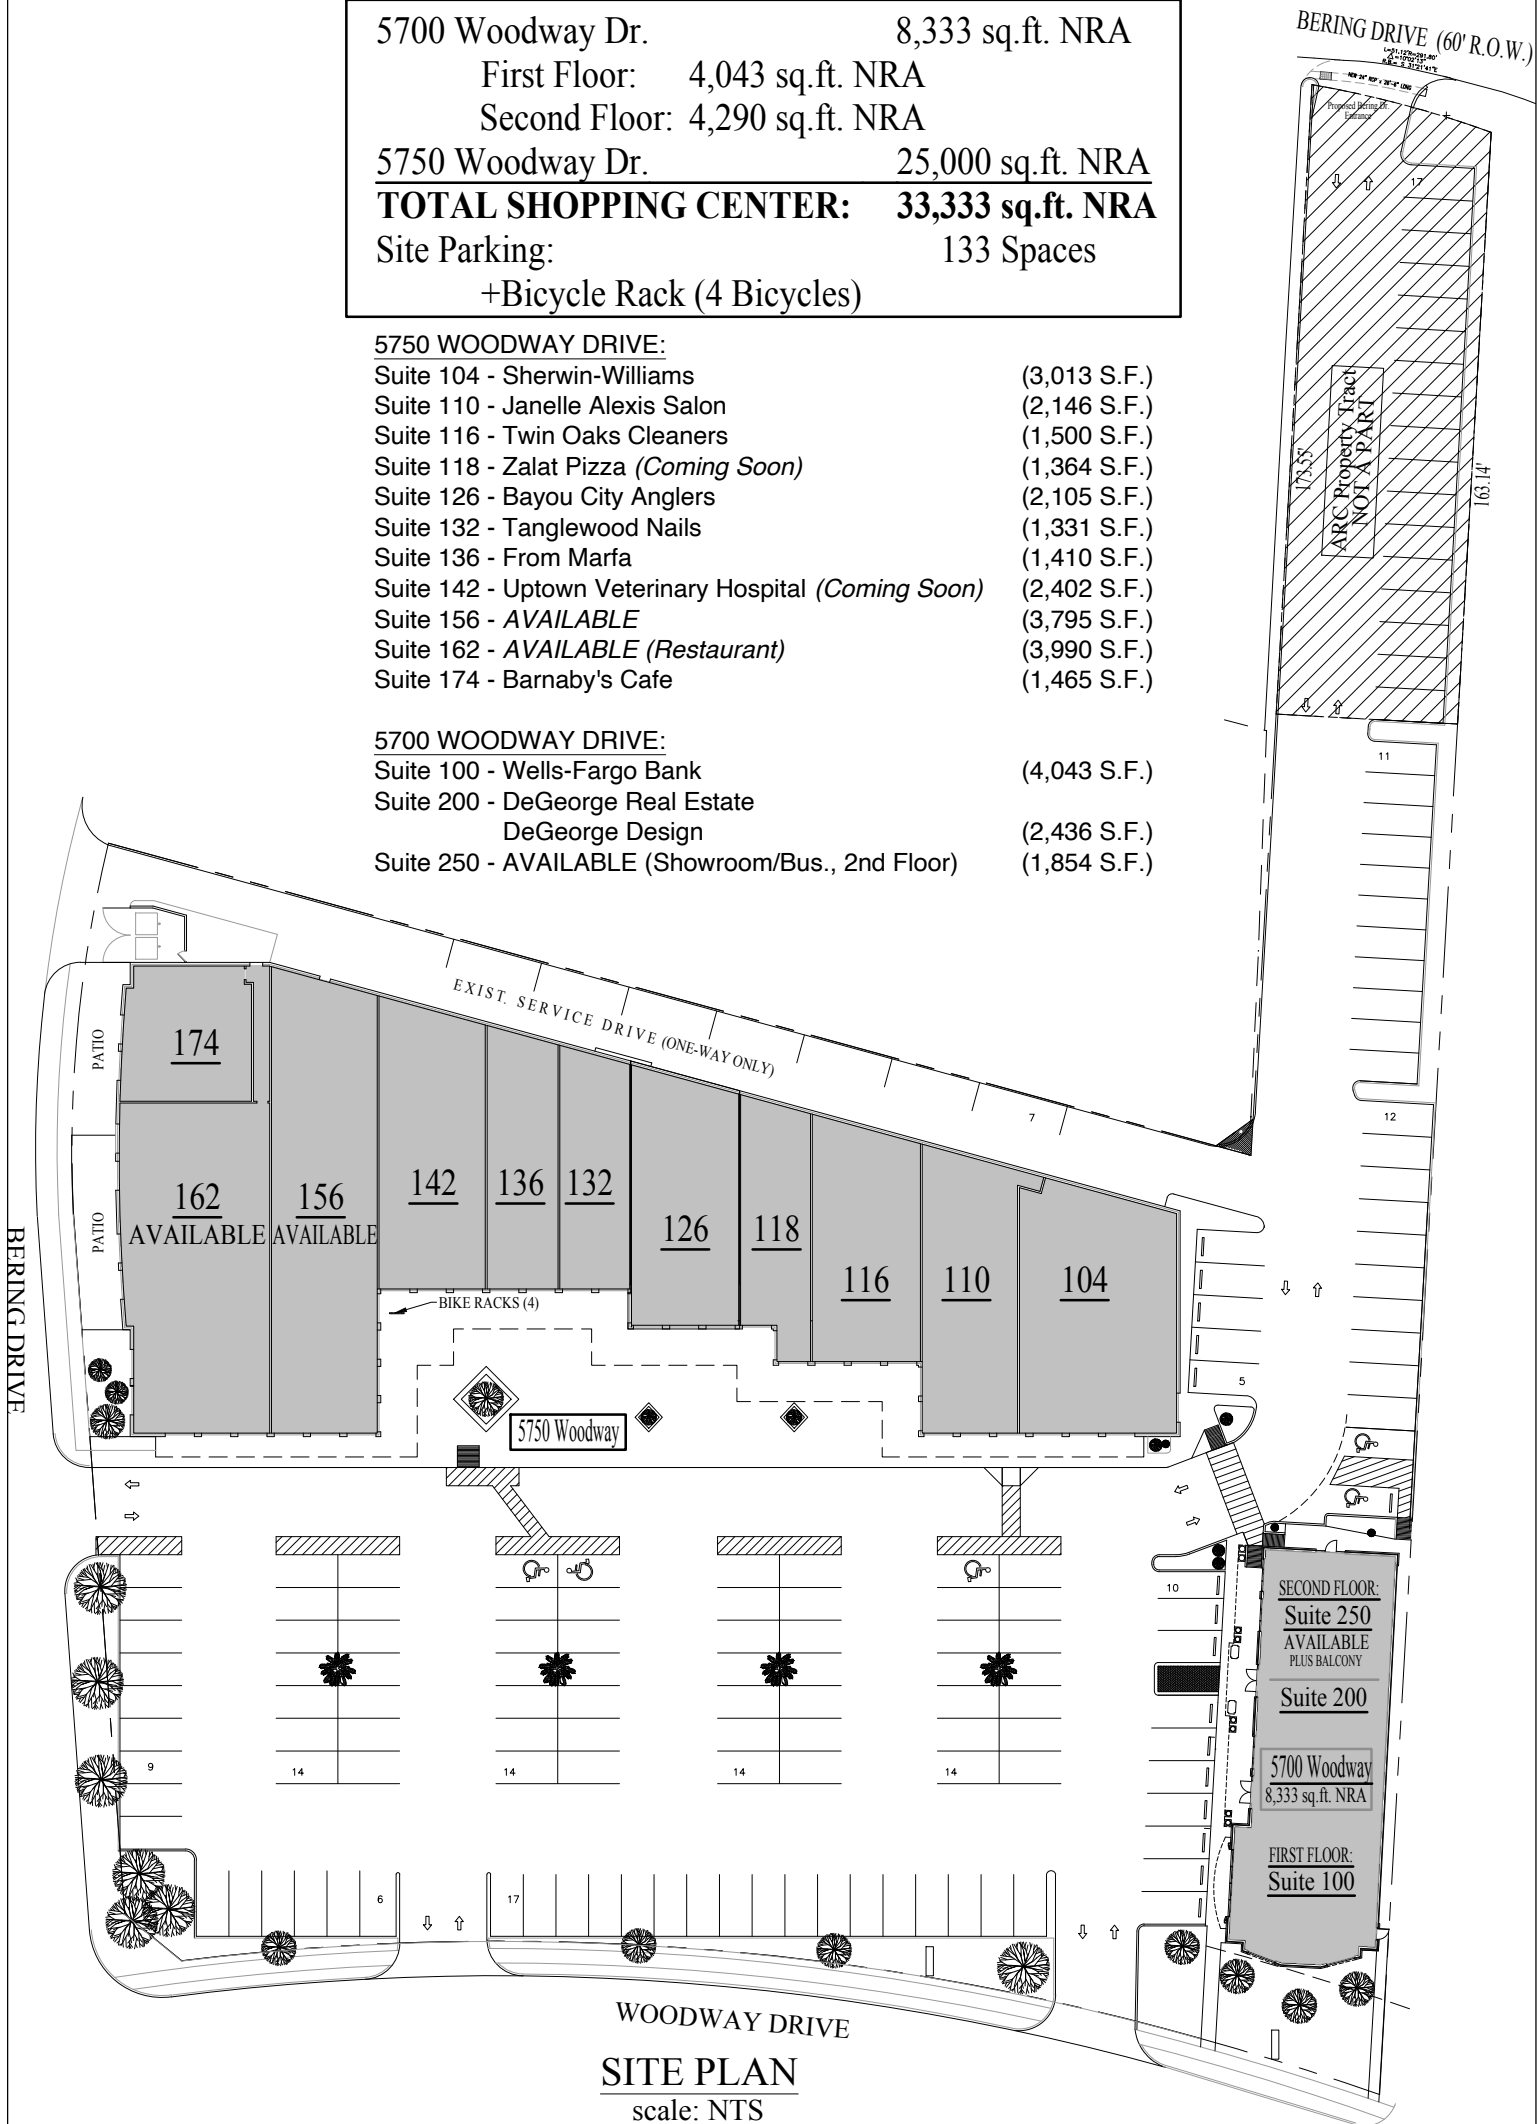 5700 Woodway Dr. 8,333 sq.ft. NRA
First Floor: 4,043 sq.ft. NRA
Second Floor: 4,290 sq.ft. NRA
5750 Woodway Dr. 25,000 sq.ft. NRA
TOTAL SHOPPING CENTER: 33,333 sq.ft. NRA
Site Parking: 133 Spaces
+Bicycle Rack (4 Bicycles)
BERING DRIVE (60' R.O.W.)
L=51.12'R=291.80'
NEW 24" RCP x 26'-6" LONG
Proposed Bering Dr.
Entrance
17
ARC Property Tract
NOT A PART
173.55'
163.14'
5750 WOODWAY DRIVE:
Suite 104 - Sherwin-Williams (3,013 S.F.)
Suite 110 - Janelle Alexis Salon (2,146 S.F.)
Suite 116 - Twin Oaks Cleaners (1,500 S.F.)
Suite 118 - Zalat Pizza (Coming Soon) (1,364 S.F.)
Suite 126 - Bayou City Anglers (2,105 S.F.)
Suite 132 - Tanglewood Nails (1,331 S.F.)
Suite 136 - From Marfa (1,410 S.F.)
Suite 142 - Uptown Veterinary Hospital (Coming Soon) (2,402 S.F.)
Suite 156 - AVAILABLE (3,795 S.F.)
Suite 162 - AVAILABLE (Restaurant) (3,990 S.F.)
Suite 174 - Barnaby's Cafe (1,465 S.F.)
5700 WOODWAY DRIVE:
Suite 100 - Wells-Fargo Bank (4,043 S.F.)
Suite 200 - DeGeorge Real Estate
DeGeorge Design (2,436 S.F.)
Suite 250 - AVAILABLE (Showroom/Bus., 2nd Floor) (1,854 S.F.)
11
EXIST. SERVICE DRIVE (ONE-WAY ONLY)
7
12
PATIO
174
PATIO
162
AVAILABLE
156
AVAILABLE
142
136
132
126
118
116
110
104
BIKE RACKS (4)
5750 Woodway
5
BERING DRIVE
10
9
14
14
14
14
6
17
SECOND FLOOR:
Suite 250
AVAILABLE
PLUS BALCONY
Suite 200
5700 Woodway
8,333 sq.ft. NRA
FIRST FLOOR:
Suite 100
WOODWAY DRIVE
SITE PLAN
scale: NTS